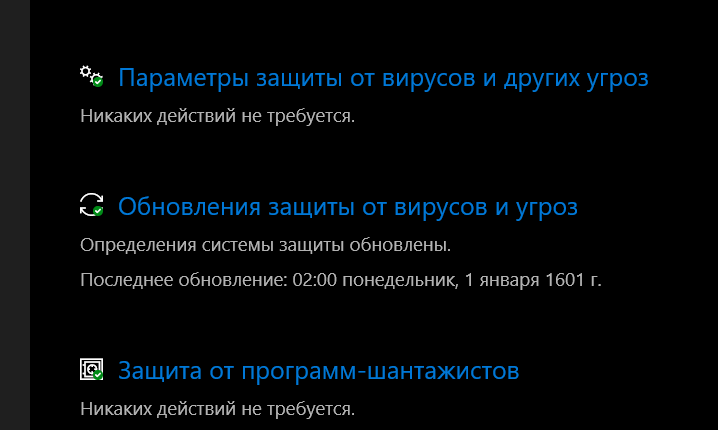 Параметры защиты от вирусов и других угроз
Никаких действий не требуется.
Обновления защиты от вирусов и угроз
Определения системы защиты обновлены.
Последнее обновление: 02:00 понедельник, 1 января 1601 г.
Защита от программ-шантажистов
Никаких действий не требуется.